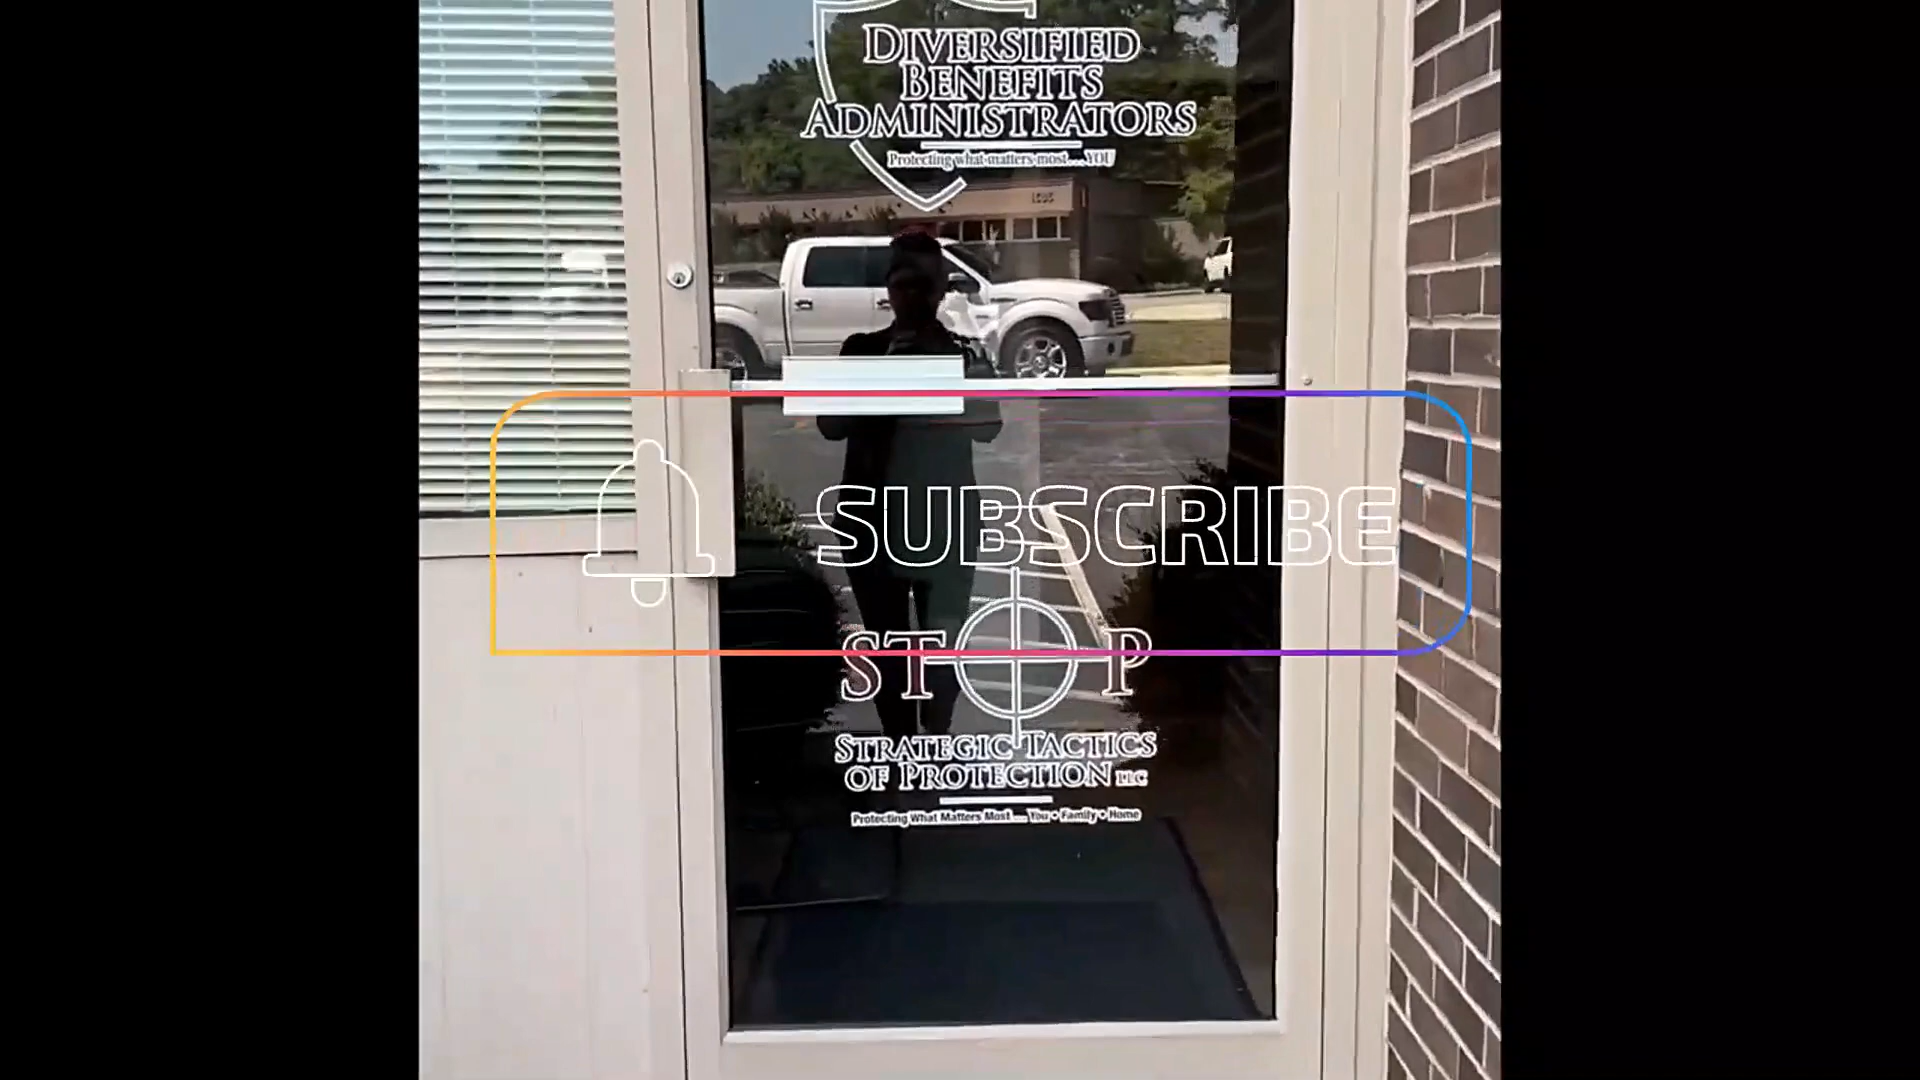 DIVERSIFIED
BENEFITS
ADMINISTRATORS
Protecting what matters most... YOU
SUBSCRIBE
STOP
STRATEGIC TACTICS
OF PROTECTION LLC
Protecting What Matters Most... You • Family • Home